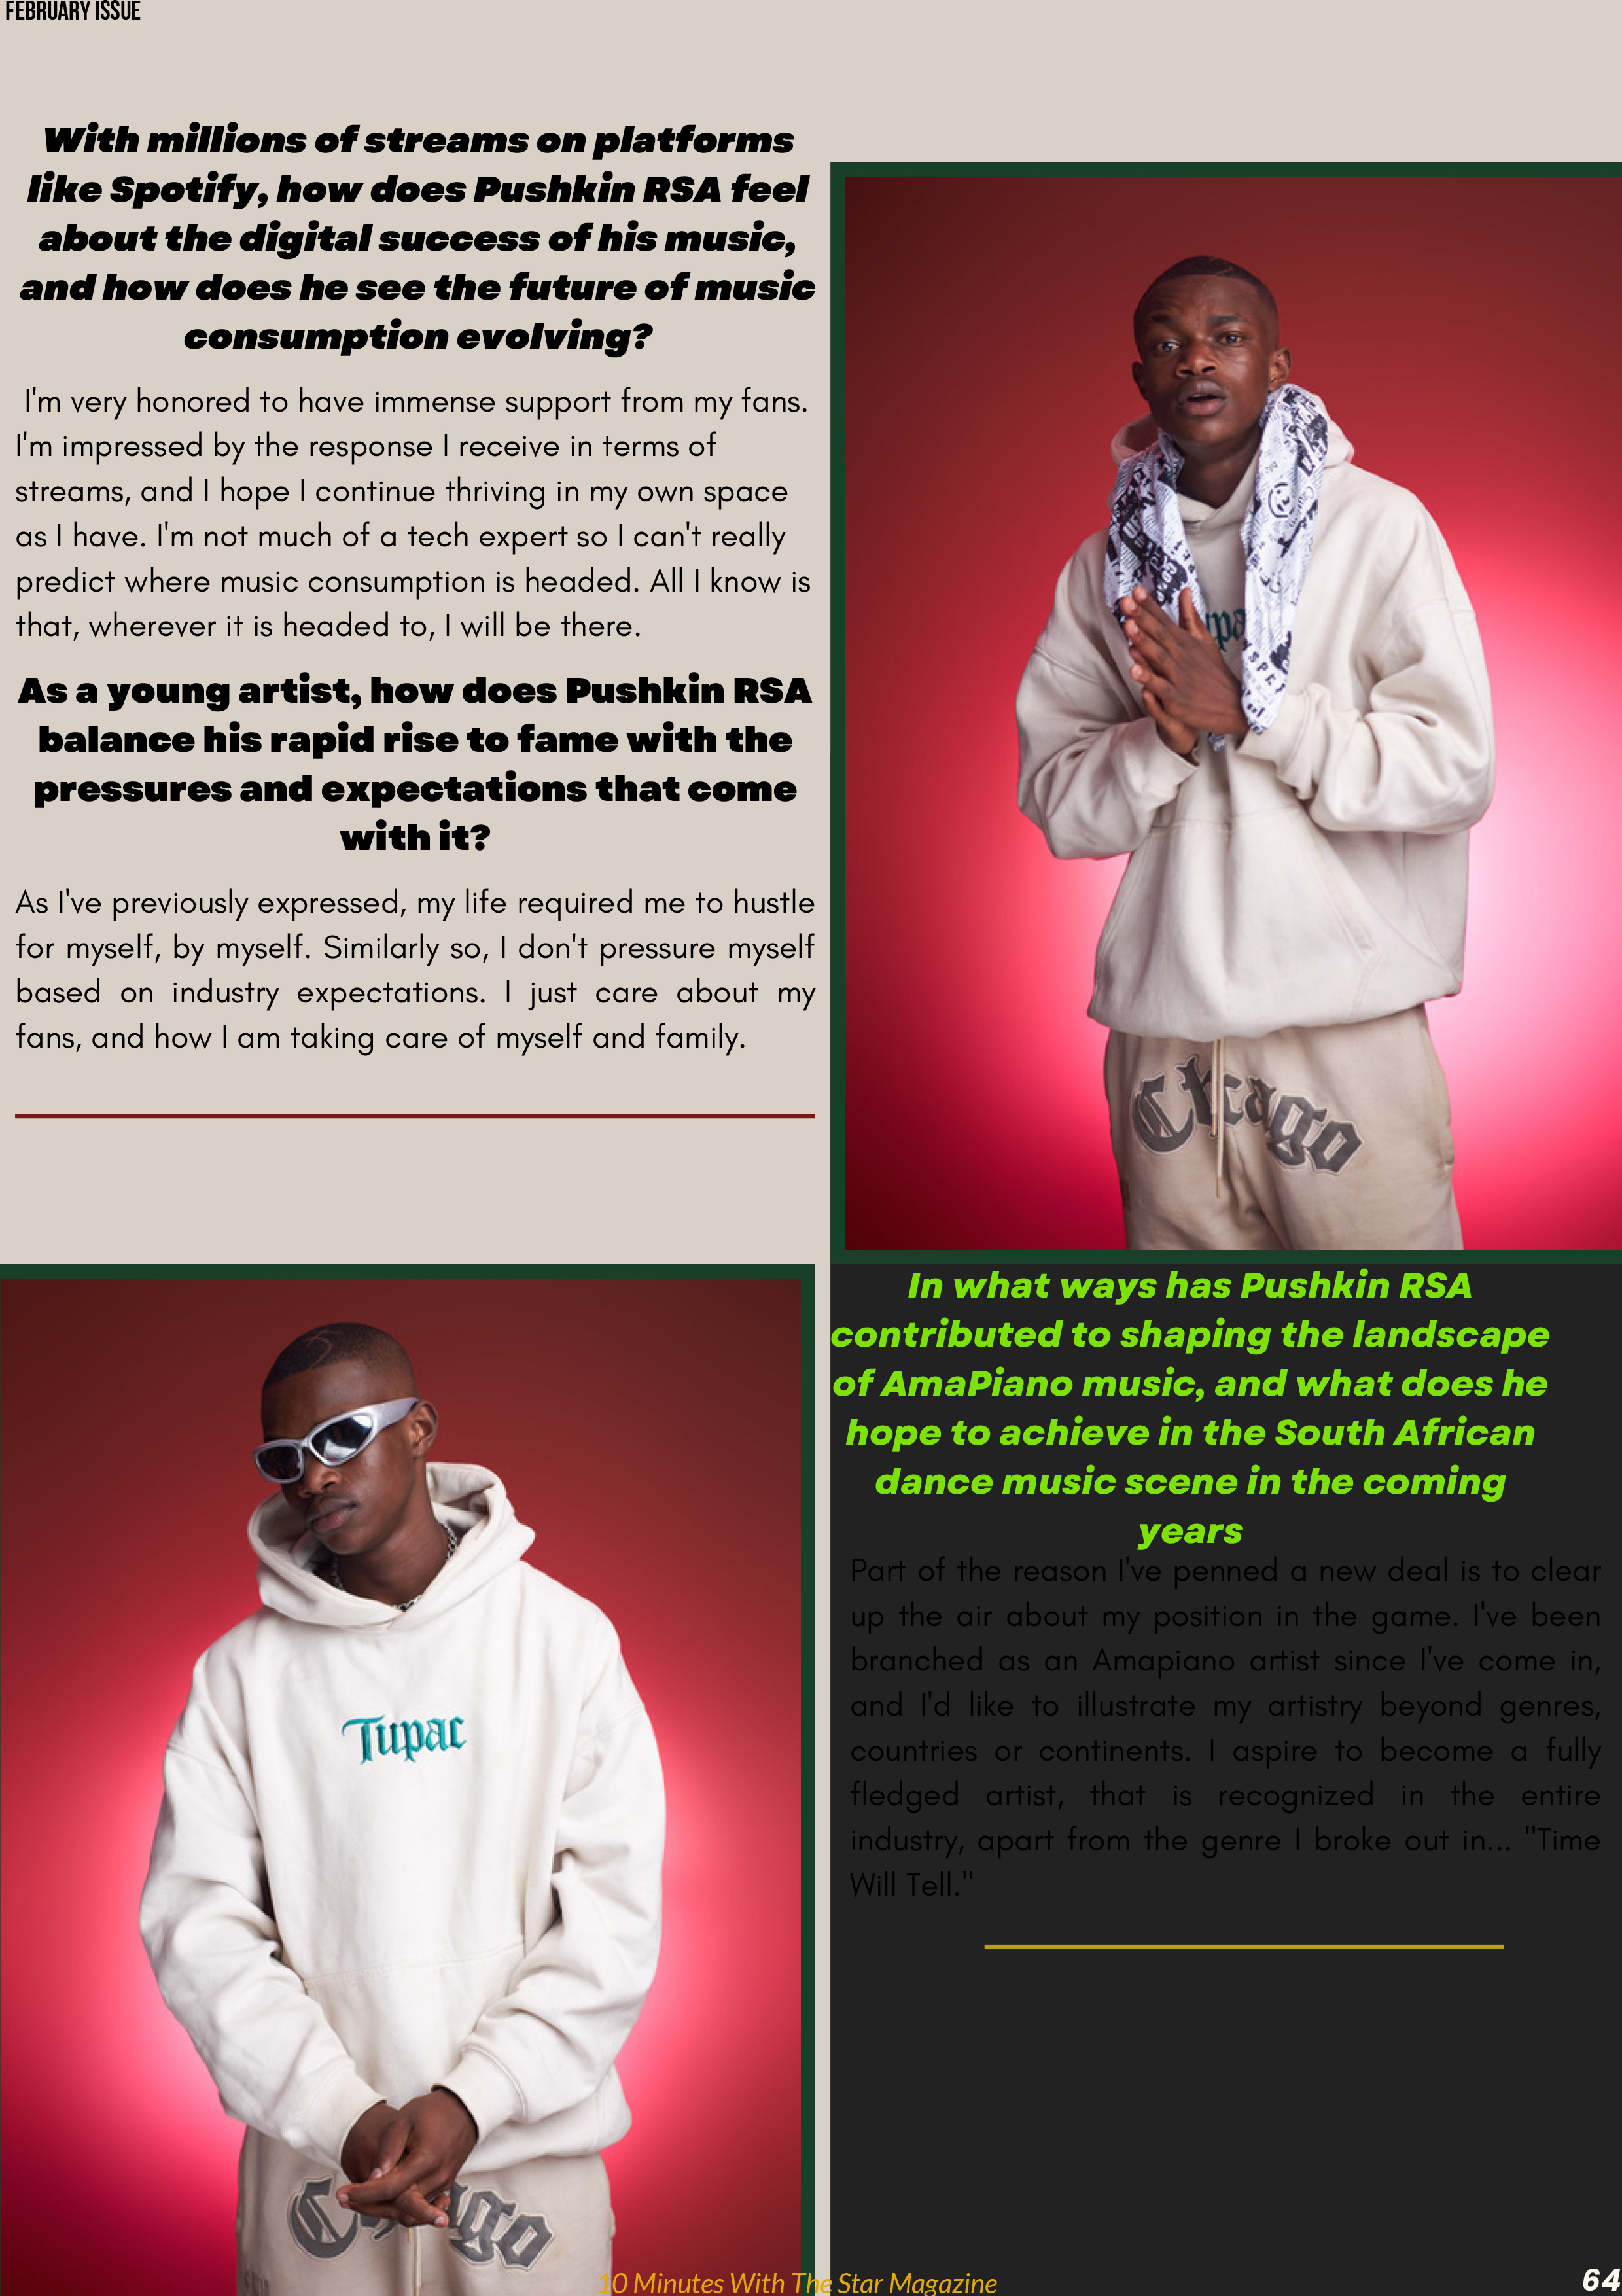 FEBRUARY ISSUE
With millions of streams on platforms
like Spotify, how does Pushkin RSA feel
about the digital success of his music,
and how does he see the future of music
consumption evolving?
I'm very honored to have immense support from my fans.
I'm impressed by the response I receive in terms of
streams, and I hope I continue thriving in my own space
as I have. I'm not much of a tech expert so I can't really
predict where music consumption is headed. All I know is
that, wherever it is headed to, I will be there.
As a young artist, how does Pushkin RSA
balance his rapid rise to fame with the
pressures and expectations that come
with it?
As I've previously expressed, my life required me to hustle
for myself, by myself. Similarly so, I don't pressure myself
based on industry expectations. I just care about my
fans, and how I am taking care of myself and family.
In what ways has Pushkin RSA
contributed to shaping the landscape
of AmaPiano music, and what does he
hope to achieve in the South African
dance music scene in the coming
years
Part of the reason I've penned a new deal is to clear
up the air about my position in the game. I've been
branched as an Amapiano artist since I've come in,
and I'd like to illustrate my artistry beyond genres,
countries or continents. I aspire to become a fully
fledged artist, that is recognized in the entire
industry, apart from the genre I broke out in... "Time
Will Tell."
Tupac
10 Minutes With The Star Magazine
64